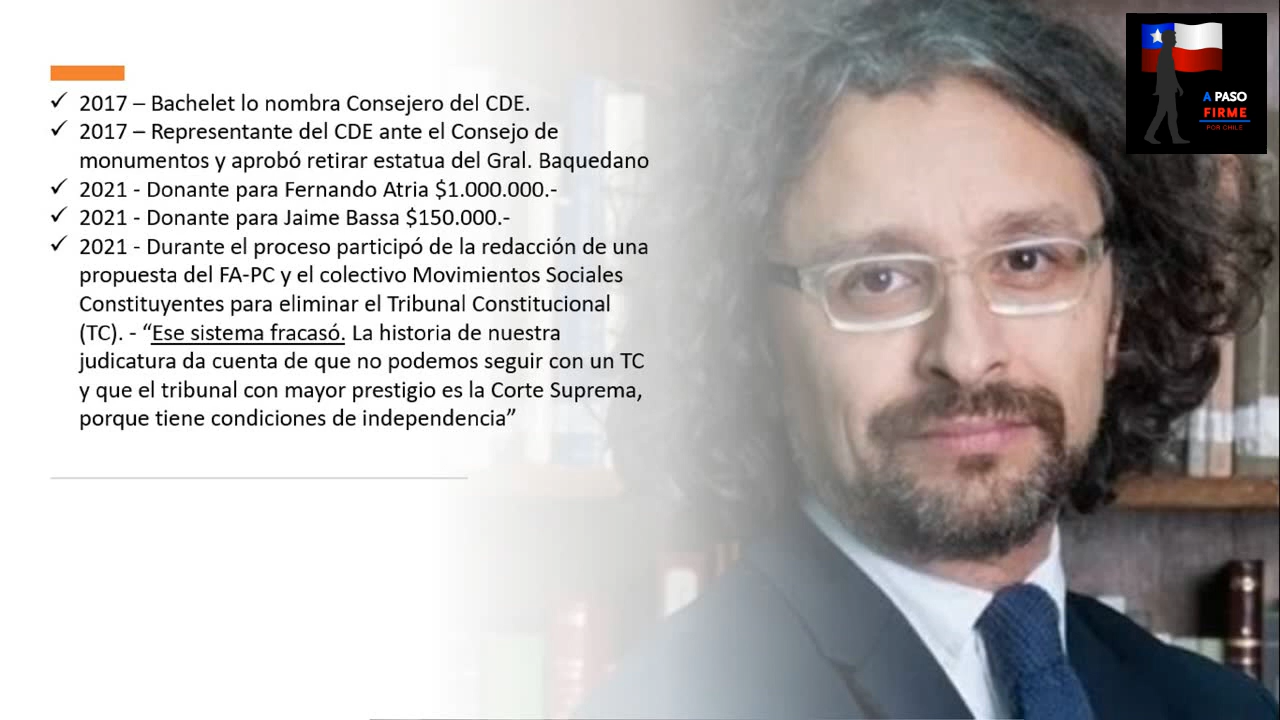 ✓ 2017 – Bachelet lo nombra Consejero del CDE.
✓ 2017 – Representante del CDE ante el Consejo de
monumentos y aprobó retirar estatua del Gral. Baquedano
✓ 2021 - Donante para Fernando Atria $1.000.000.-
✓ 2021 - Donante para Jaime Bassa $150.000.-
✓ 2021 - Durante el proceso participó de la redacción de una
propuesta del FA-PC y el colectivo Movimientos Sociales
Constituyentes para eliminar el Tribunal Constitucional
(TC). - “Ese sistema fracasó. La historia de nuestra
judicatura da cuenta de que no podemos seguir con un TC
y que el tribunal con mayor prestigio es la Corte Suprema,
porque tiene condiciones de independencia”
A PASO
FIRME
POR CHILE